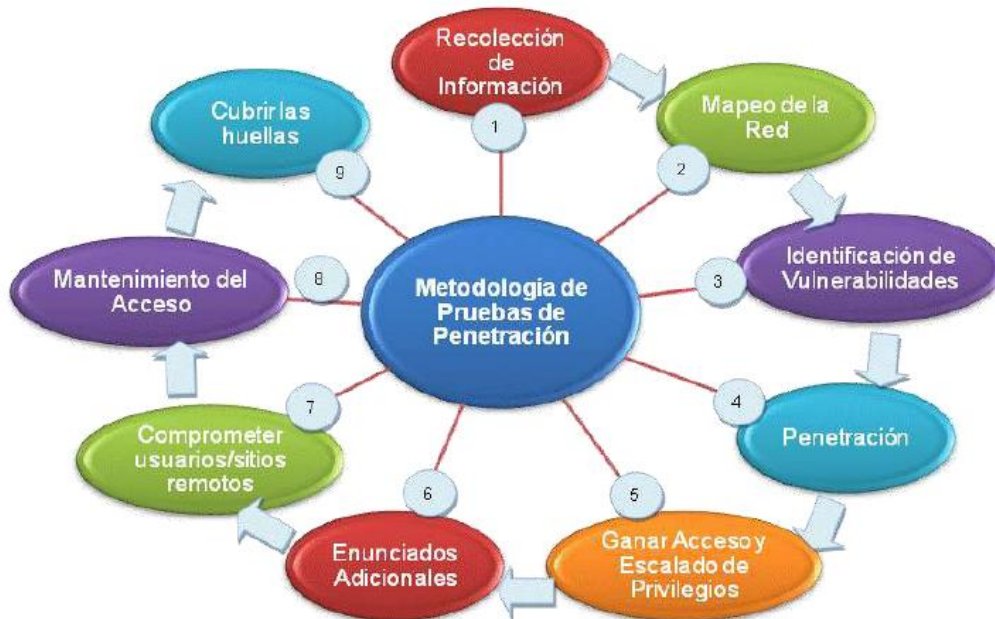 Recolección
de
Información
1
Mapeo de la
Red
2
Identificación de
Vulnerabilidades
3
Penetración
4
Ganar Acceso y
Escalado de
Privilegios
5
Enunciados
Adicionales
6
Comprometer
usuarios/sitios
remotos
7
Mantenimiento del
Acceso
8
Cubrir las
huellas
9
Metodología de
Pruebas de
Penetración